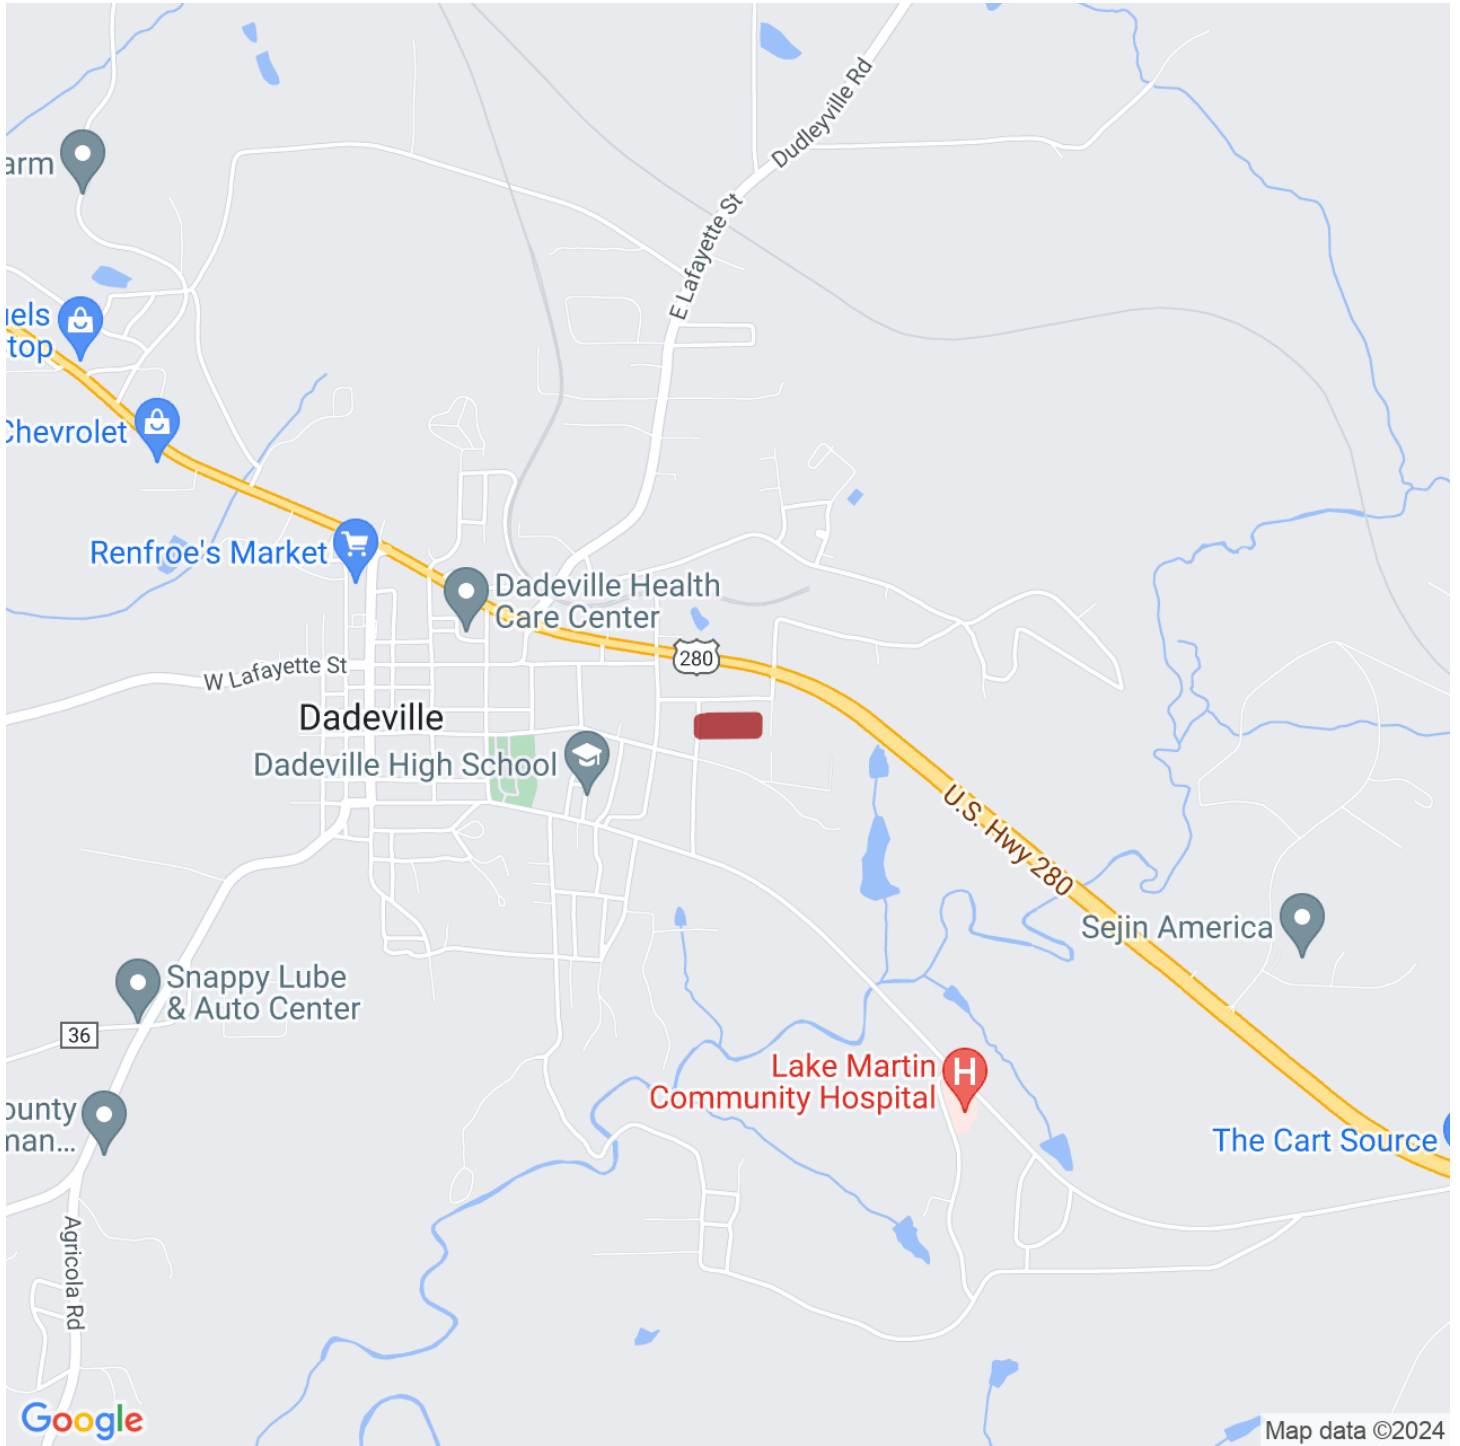 Dudleyville Rd
arm
E Lafayette St
iels
top
Chevrolet
Renfroe's Market
Dadeville Health
Care Center
280
W Lafayette St
Dadeville
Dadeville High School
U.S. Hwy 280
Sejin America
Snappy Lube
& Auto Center
36
Lake Martin
Community Hospital
H
ounty
man...
The Cart Source
Agricola Rd
Google
Map data ©2024